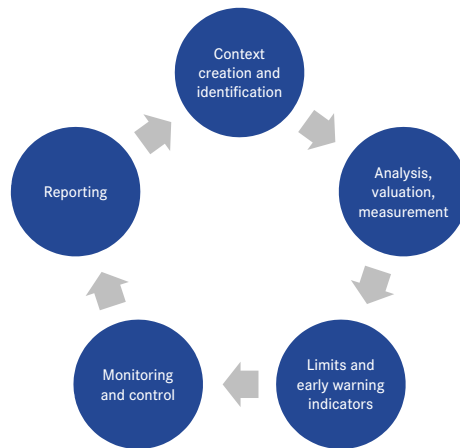 Context
creation and
identification
Analysis,
valuation,
measurement
Limits and
early warning
indicators
Monitoring
and control
Reporting